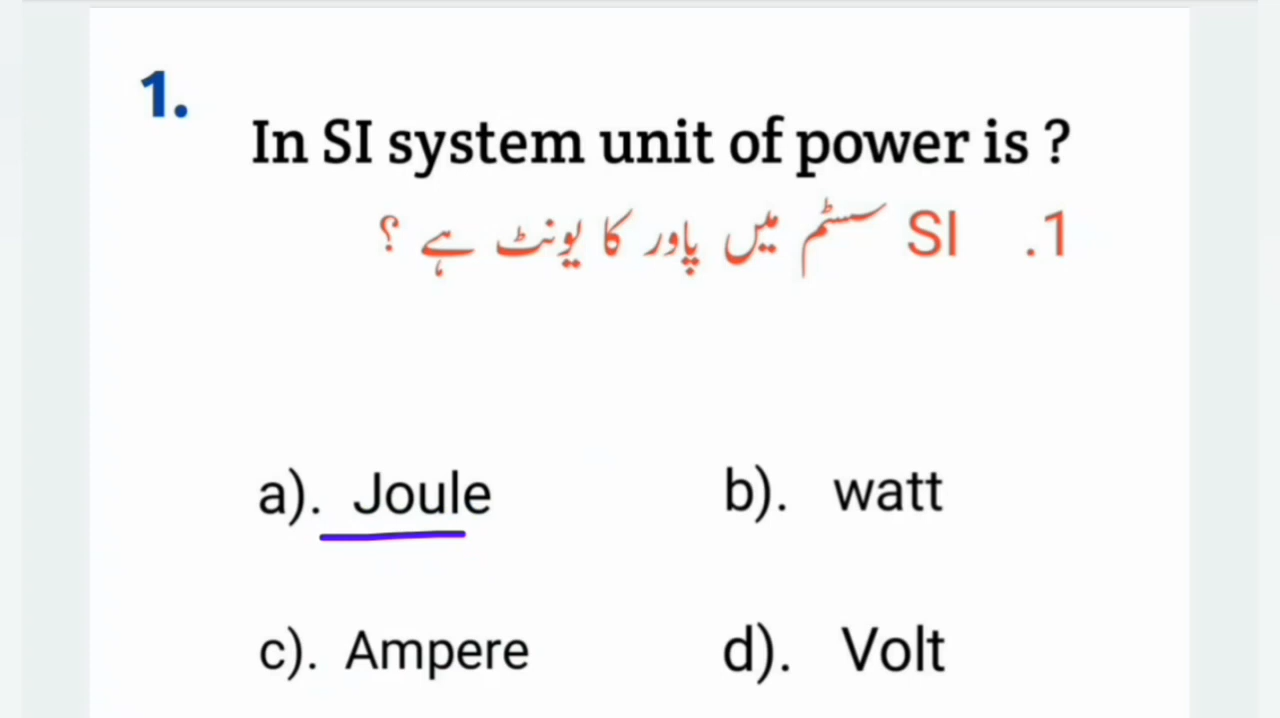 1.
In SI system unit of power is ?
1. SI سسٹم میں پاور کا یونٹ ہے ؟
a). Joule
b). watt
c). Ampere
d). Volt